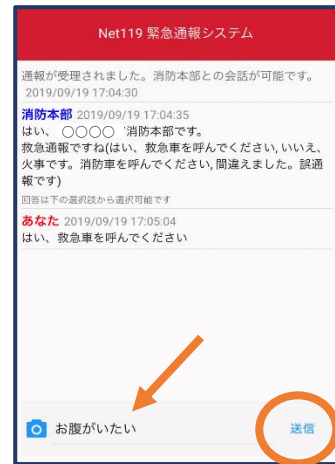 Net119 緊急通報システム
通報が受理されました。消防本部との会話が可能です。
2019/09/19 17:04:30
消防本部 2019/09/19 17:04:35
はい、 ○○○○ 消防本部です。
救急通報ですね(はい、救急車を呼んでください, いいえ、
火事です。消防車を呼んでください, 間違えました。誤通
報です)
回答は下の選択肢から選択可能です
あなた 2019/09/19 17:05:04
はい、救急車を呼んでください
お腹がいたい 送信